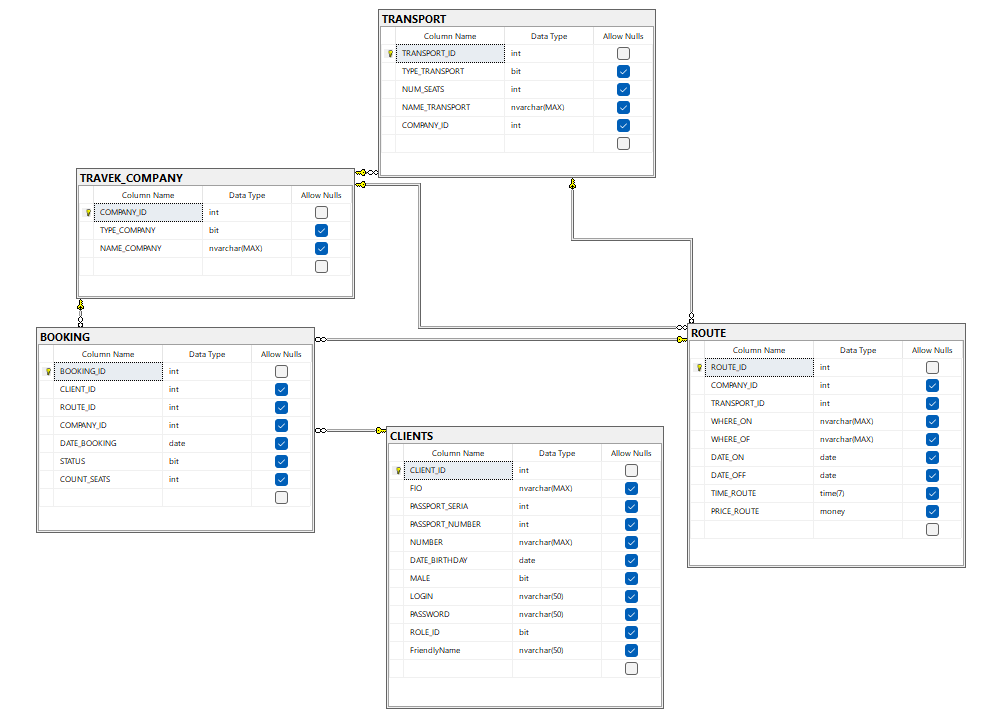 TRANSPORT
Column Name Data Type Allow Nulls
TRANSPORT_ID int
TYPE_TRANSPORT bit
NUM_SEATS int
NAME_TRANSPORT nvarchar(MAX)
COMPANY_ID int
TRAVEK_COMPANY
Column Name Data Type Allow Nulls
COMPANY_ID int
TYPE_COMPANY bit
NAME_COMPANY nvarchar(MAX)
BOOKING
Column Name Data Type Allow Nulls
BOOKING_ID int
CLIENT_ID int
ROUTE_ID int
COMPANY_ID int
DATE_BOOKING date
STATUS bit
COUNT_SEATS int
ROUTE
Column Name Data Type Allow Nulls
ROUTE_ID int
COMPANY_ID int
TRANSPORT_ID int
WHERE_ON nvarchar(MAX)
WHERE_OF nvarchar(MAX)
DATE_ON date
DATE_OFF date
TIME_ROUTE time(7)
PRICE_ROUTE money
CLIENTS
Column Name Data Type Allow Nulls
CLIENT_ID int
FIO nvarchar(MAX)
PASSPORT_SERIA int
PASSPORT_NUMBER int
NUMBER nvarchar(MAX)
DATE_BIRTHDAY date
MALE bit
LOGIN nvarchar(50)
PASSWORD nvarchar(50)
ROLE_ID bit
FriendlyName nvarchar(50)